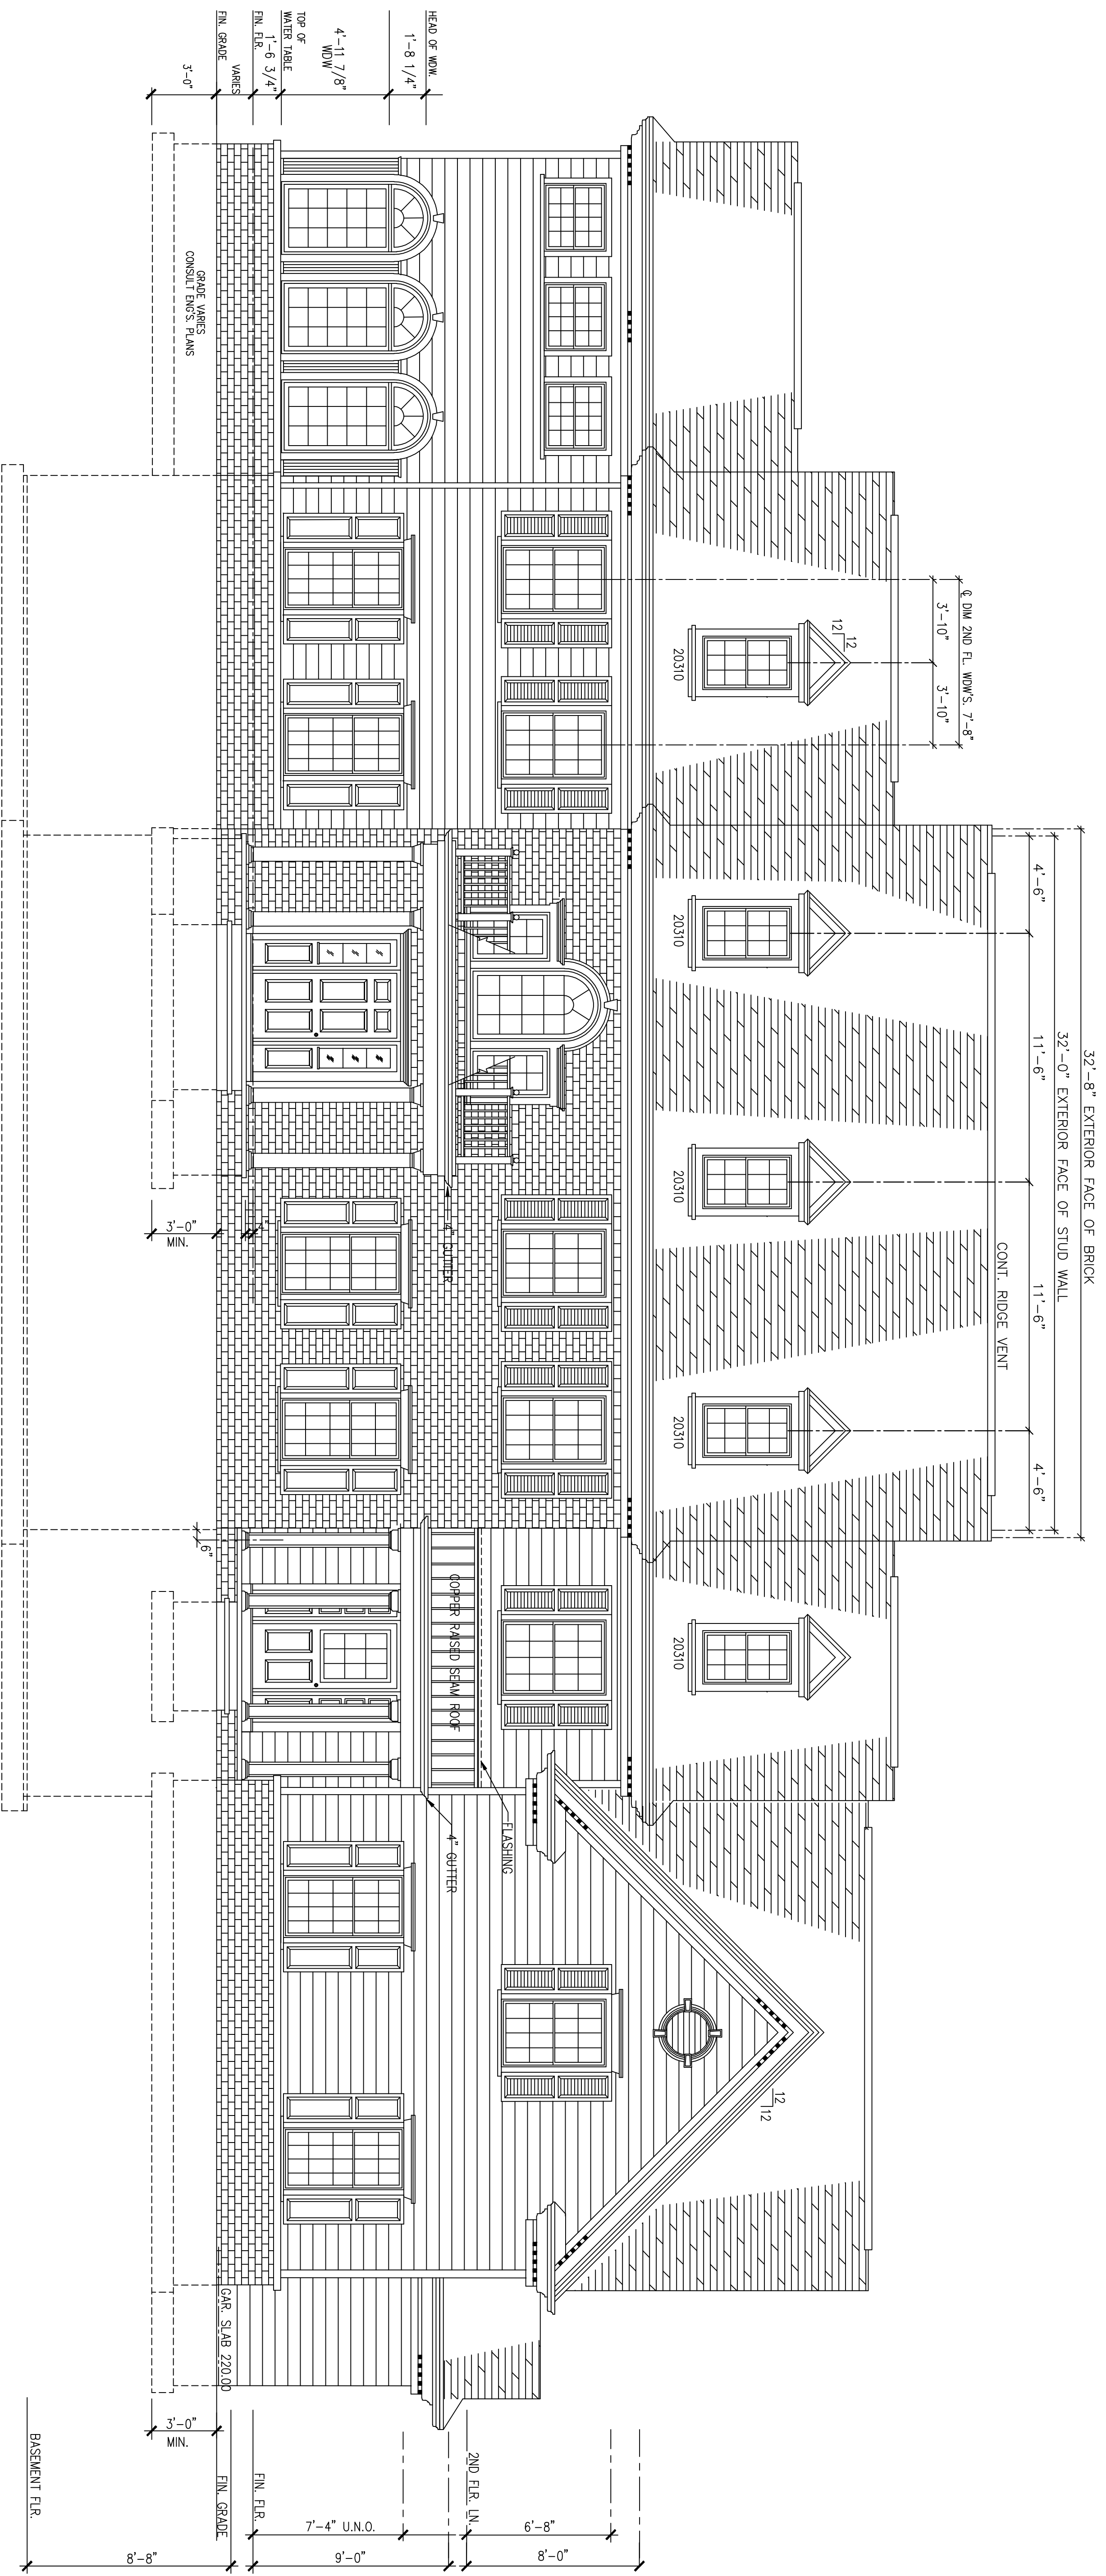 32'-8" EXTERIOR FACE OF BRICK
32'-0" EXTERIOR FACE OF STUD WALL
4'-6"
11'-6"
11'-6"
4'-6"
CONT. RIDGE VENT
℄ DIM 2ND FL. WDW'S. 7'-8"
3'-10"
3'-10"
12
12
20310
20310
20310
20310
20310
12
12
HEAD OF WDW.
1'-8 1/4"
4'-11 7/8"
WDW
TOP OF
WATER TABLE
1'-6 3/4"
FIN. FLR.
VARIES
FIN. GRADE
3'-0"
GRADE VARIES
CONSULT ENG'S. PLANS
4" GUTTER
4"
3'-0"
MIN.
COPPER RAISED SEAM ROOF
FLASHING
4" GUTTER
6"
GAR. SLAB 220.00
3'-0"
MIN.
2ND FLR. LN.
FIN. FLR.
FIN. GRADE
BASEMENT FLR.
6'-8"
8'-0"
7'-4" U.N.O.
9'-0"
8'-8"